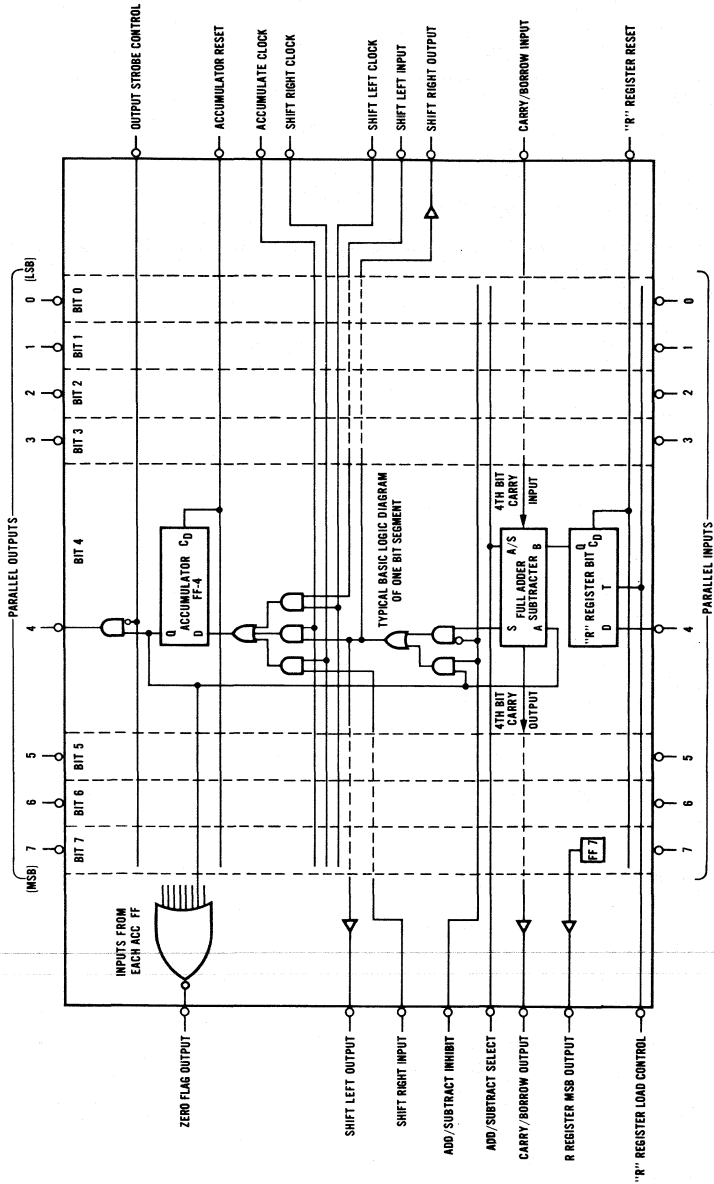 OUTPUT STROBE CONTROL
ACCUMULATOR RESET
ACCUMULATE CLOCK
SHIFT RIGHT CLOCK
SHIFT LEFT CLOCK
SHIFT LEFT INPUT
SHIFT RIGHT OUTPUT
CARRY/BORROW INPUT
"R" REGISTER RESET
PARALLEL OUTPUTS
(MSB)
7
6
5
4
3
2
1
0
(LSB)
BIT 7
BIT 6
BIT 5
BIT 4
BIT 3
BIT 2
BIT 1
BIT 0
INPUTS FROM
EACH ACC FF
Q
ACCUMULATOR
FF-4
D
CD
TYPICAL BASIC LOGIC DIAGRAM
OF ONE BIT SEGMENT
4TH BIT
CARRY
OUTPUT
S
A/S
FULL ADDER
SUBTRACTER
A
B
4TH BIT
CARRY
INPUT
Q
CD
"R" REGISTER BIT
D
T
FF 7
7
6
5
4
3
2
1
0
PARALLEL INPUTS
ZERO FLAG OUTPUT
SHIFT LEFT OUTPUT
SHIFT RIGHT INPUT
ADD/SUBTRACT INHIBIT
ADD/SUBTRACT SELECT
CARRY/BORROW OUTPUT
R REGISTER MSB OUTPUT
"R" REGISTER LOAD CONTROL